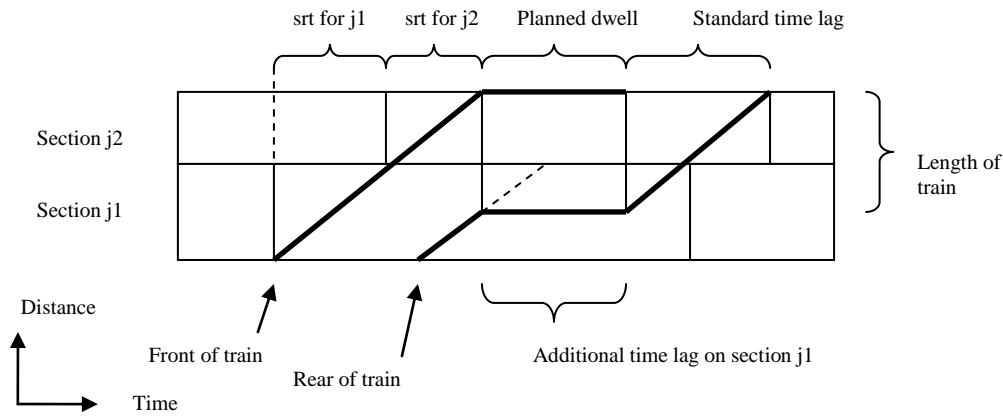 srt for j1
srt for j2
Planned dwell
Standard time lag
Section j2
Section j1
Length of
train
Distance
Front of train
Rear of train
Additional time lag on section j1
Time